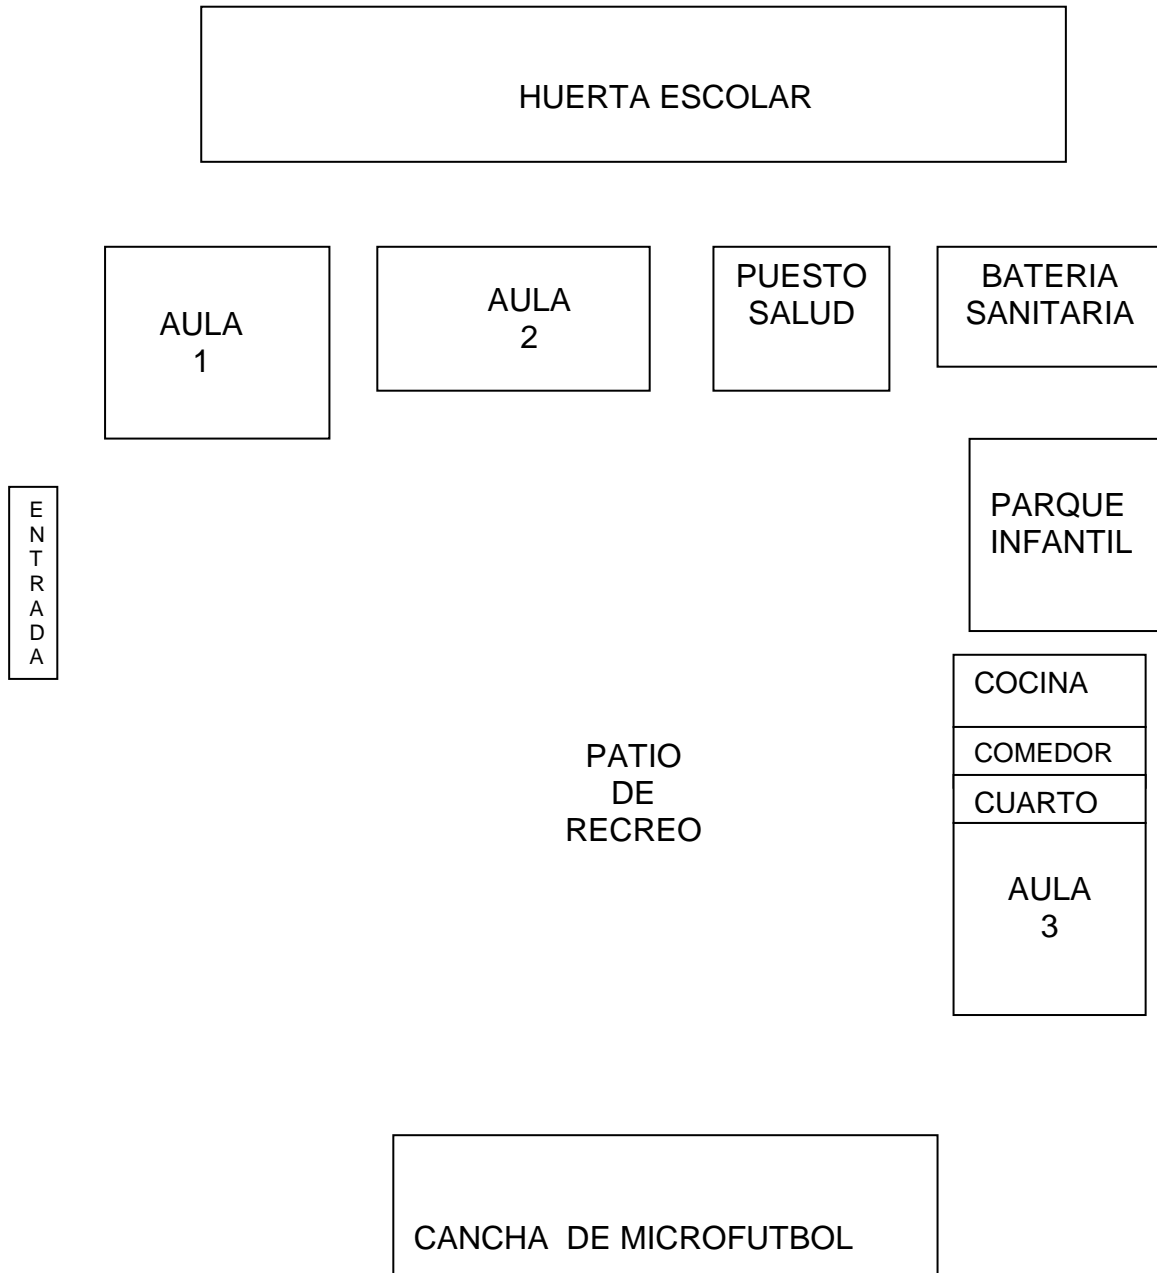 HUERTA ESCOLAR
AULA
1
AULA
2
PUESTO
SALUD
BATERIA
SANITARIA
PARQUE
INFANTIL
E
N
T
R
A
D
A
COCINA
COMEDOR
CUARTO
PATIO
DE
RECREO
AULA
3
CANCHA  DE MICROFUTBOL